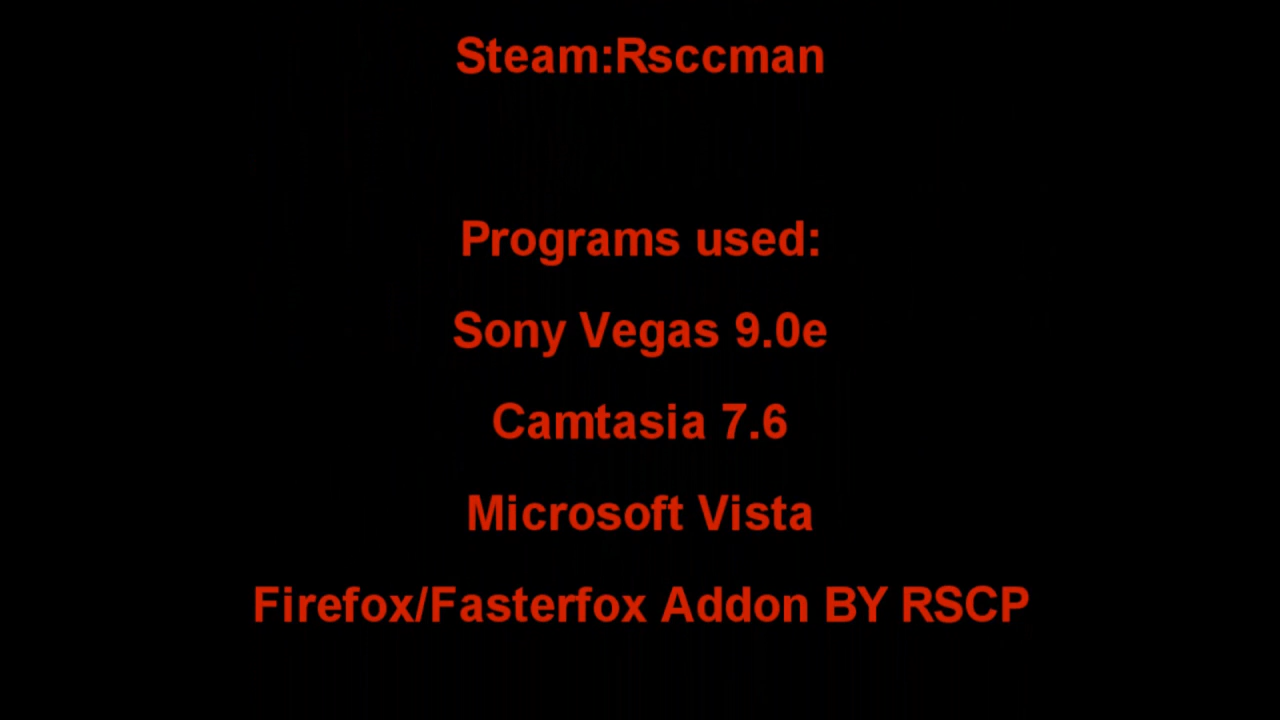 Steam:Rsccman
Programs used:
Sony Vegas 9.0e
Camtasia 7.6
Microsoft Vista
Firefox/Fasterfox Addon BY RSCP